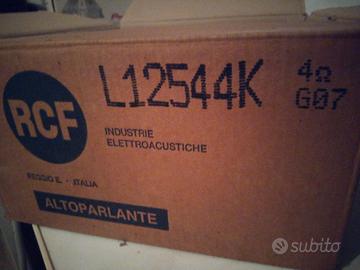 RCF
L12544K
4Ω
G07
INDUSTRIE
ELETTROACUSTICHE
REGGIO E. - ITALIA
ALTOPARLANTE
subito